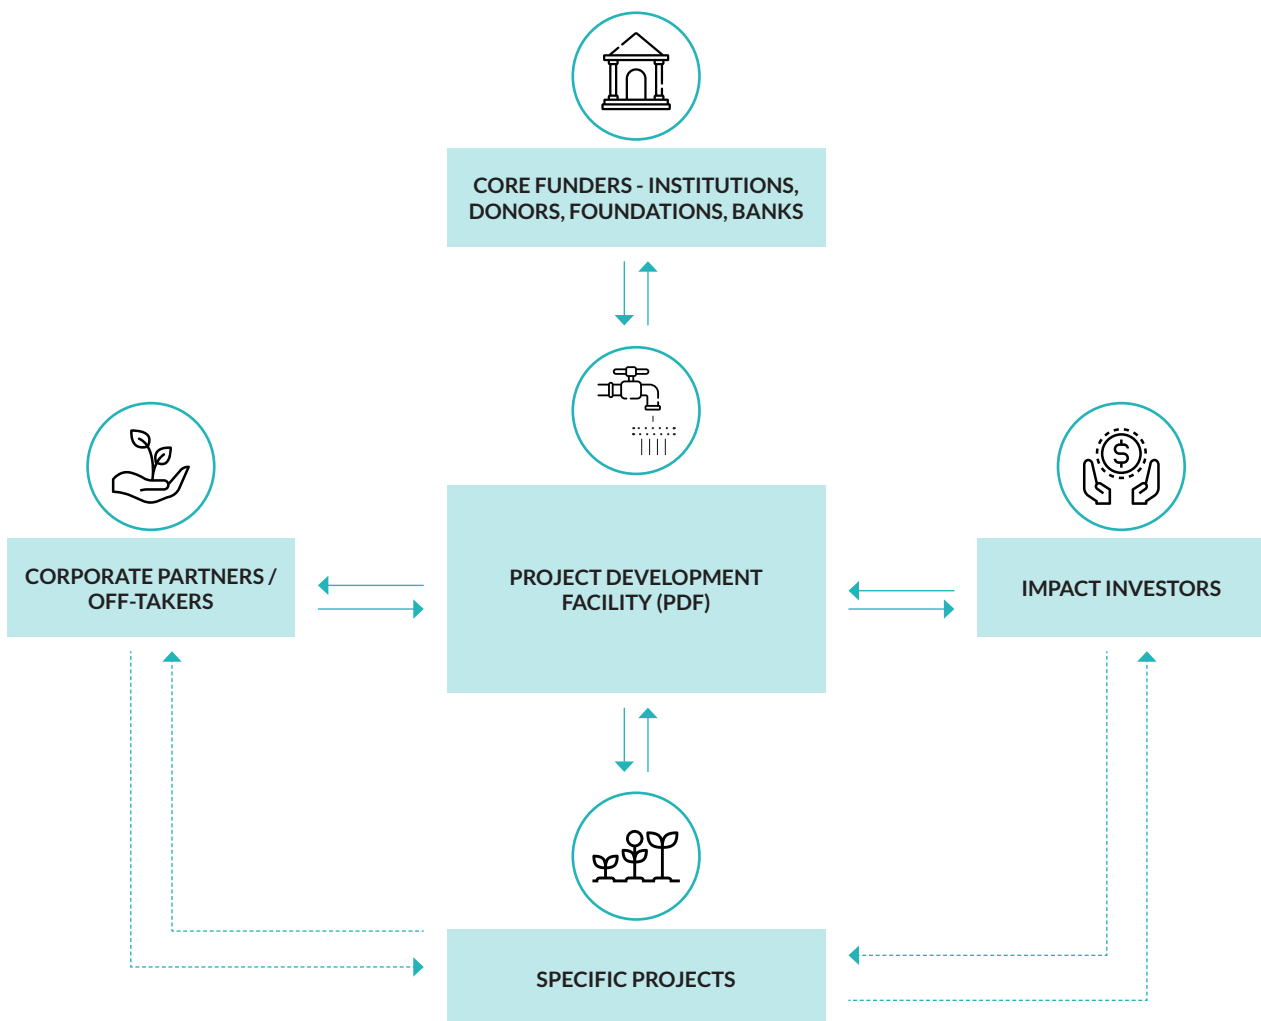 CORE FUNDERS - INSTITUTIONS,
DONORS, FOUNDATIONS, BANKS
CORPORATE PARTNERS /
OFF-TAKERS
PROJECT DEVELOPMENT
FACILITY (PDF)
$
IMPACT INVESTORS
SPECIFIC PROJECTS